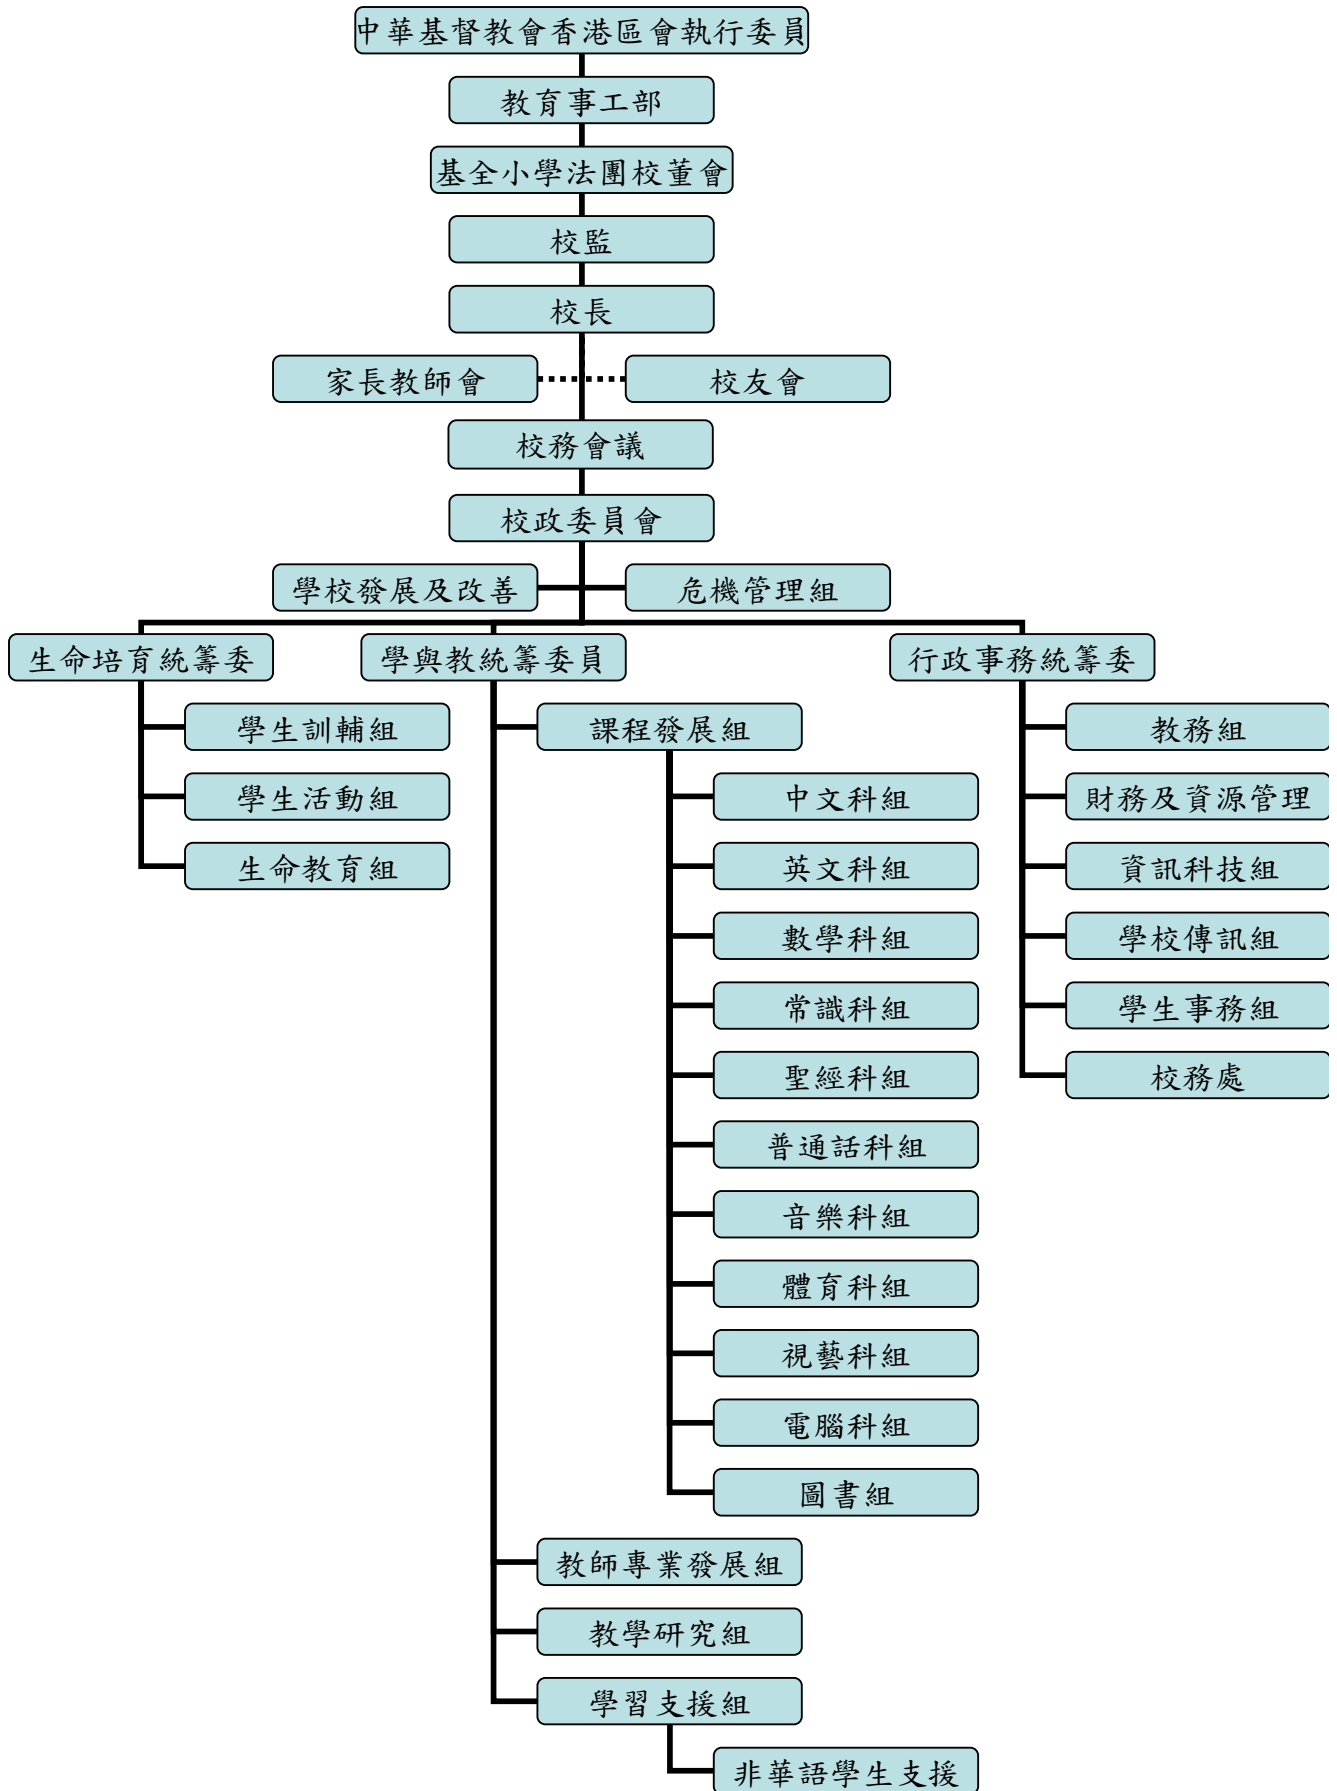 中華基督教會香港區會執行委員
教育事工部
基全小學法團校董會
校監
校長
家長教師會
校友會
校務會議
校政委員會
學校發展及改善
危機管理組
生命培育統籌委
學與教統籌委員
行政事務統籌委
學生訓輔組
學生活動組
生命教育組
課程發展組
中文科組
英文科組
數學科組
常識科組
聖經科組
普通話科組
音樂科組
體育科組
視藝科組
電腦科組
圖書組
教師專業發展組
教學研究組
學習支援組
非華語學生支援
教務組
財務及資源管理
資訊科技組
學校傳訊組
學生事務組
校務處